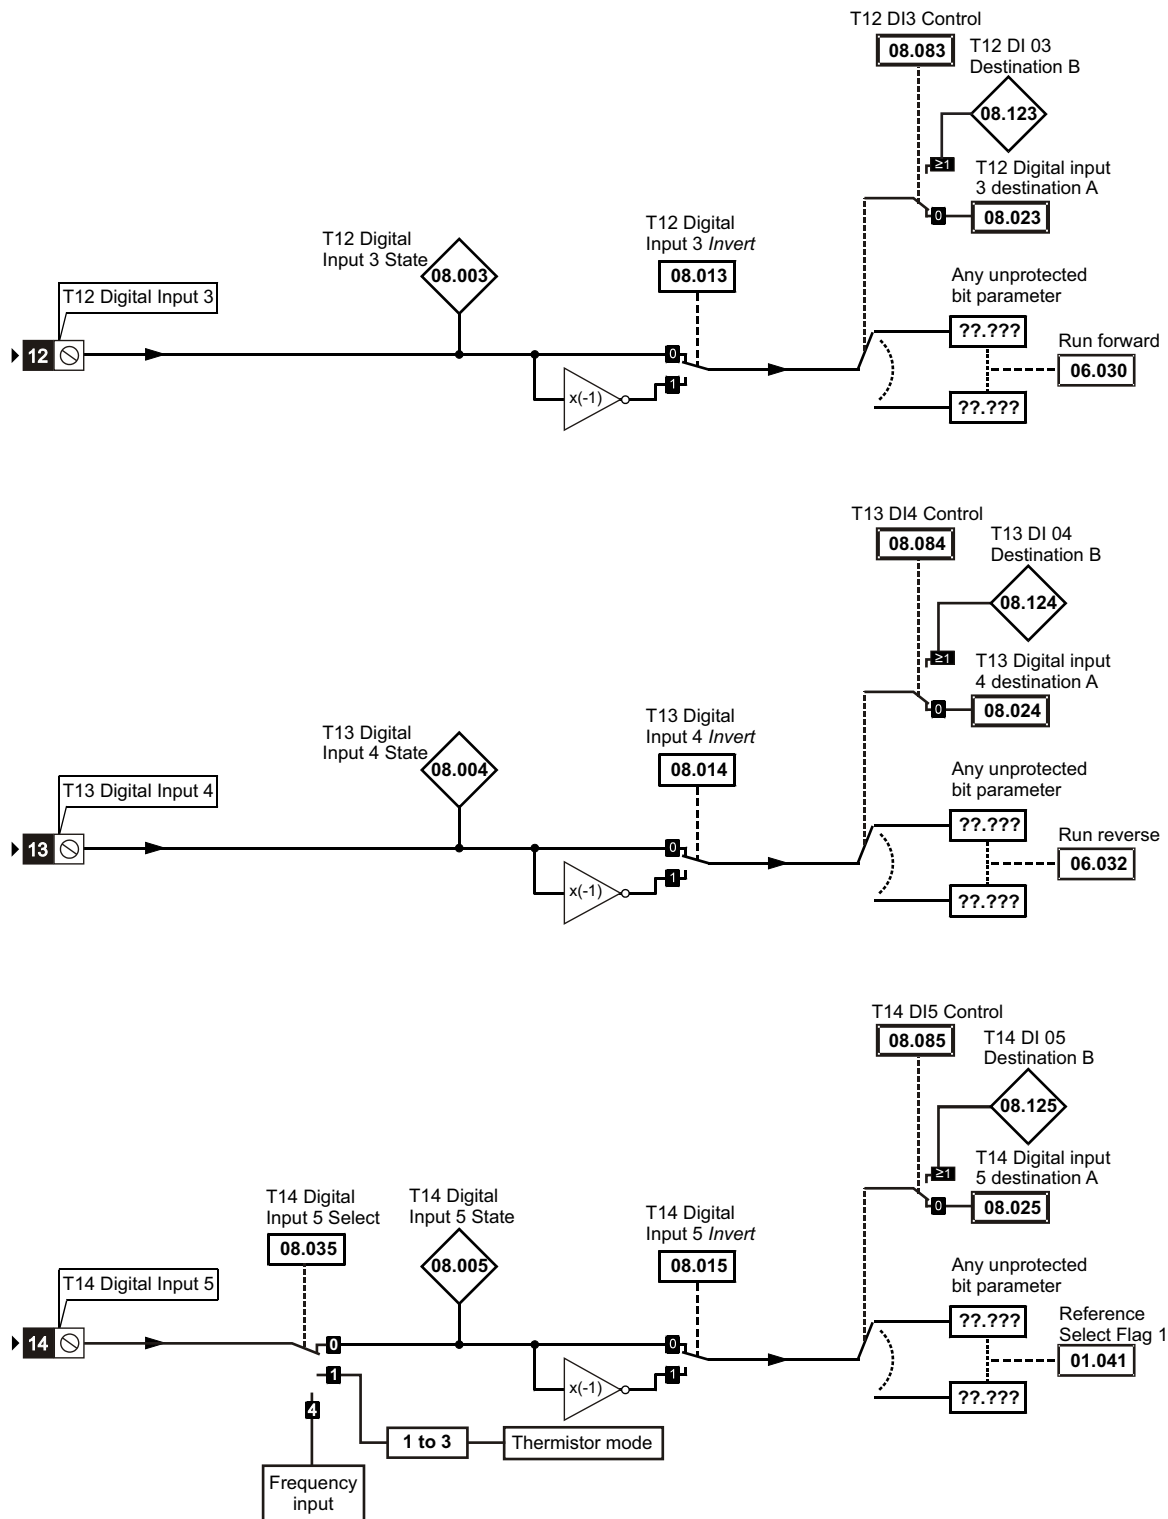 T12 DI3 Control
08.083
T12 DI 03
Destination B
08.123
≥1
T12 Digital input
3 destination A
0
08.023
T12 Digital
Input 3 State
08.003
T12 Digital
Input 3 Invert
08.013
Any unprotected
bit parameter
T12 Digital Input 3
??.???
Run forward
12
0
06.030
x(-1)
1
??.???
T13 DI4 Control
08.084
T13 DI 04
Destination B
08.124
≥1
T13 Digital input
4 destination A
0
08.024
T13 Digital
Input 4 State
08.004
T13 Digital
Input 4 Invert
08.014
Any unprotected
bit parameter
T13 Digital Input 4
??.???
Run reverse
13
0
06.032
x(-1)
1
??.???
T14 DI5 Control
08.085
T14 DI 05
Destination B
08.125
≥1
T14 Digital input
5 destination A
0
08.025
T14 Digital
Input 5 Select
08.035
T14 Digital
Input 5 State
08.005
T14 Digital
Input 5 Invert
08.015
Any unprotected
bit parameter
T14 Digital Input 5
??.???
Reference
Select Flag 1
14
0
0
01.041
1
x(-1)
1
??.???
4
1 to 3
Thermistor mode
Frequency
input